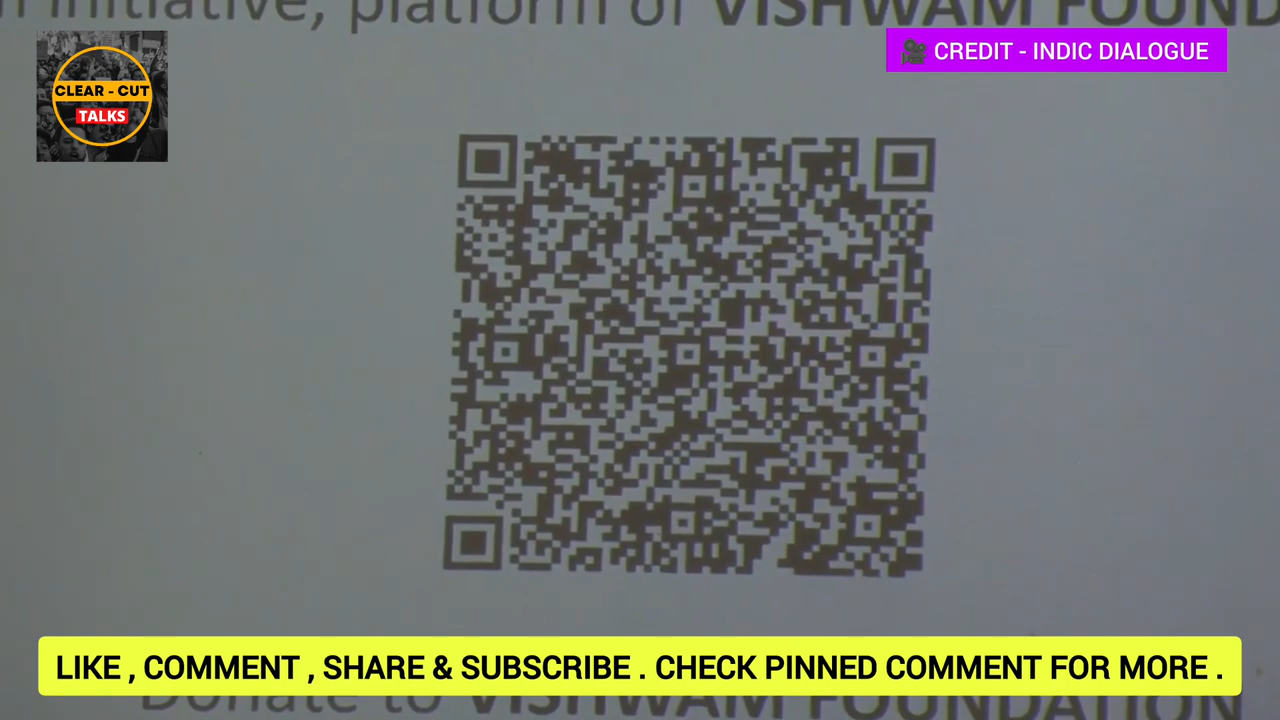 n initiative, platform of VISHWAM FOUND
CREDIT - INDIC DIALOGUE
CLEAR - CUT
TALKS
LIKE , COMMENT , SHARE & SUBSCRIBE . CHECK PINNED COMMENT FOR MORE .
Donate to VISHWAM FOUNDATION